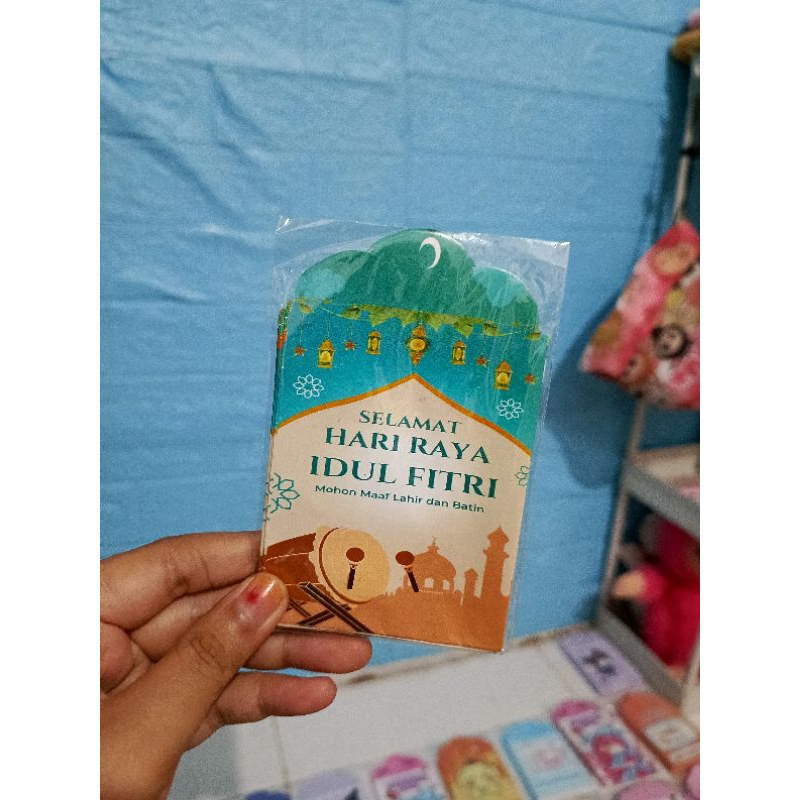 SELAMAT
HARI RAYA
IDUL FITRI
Mohon Maaf Lahir dan Batin